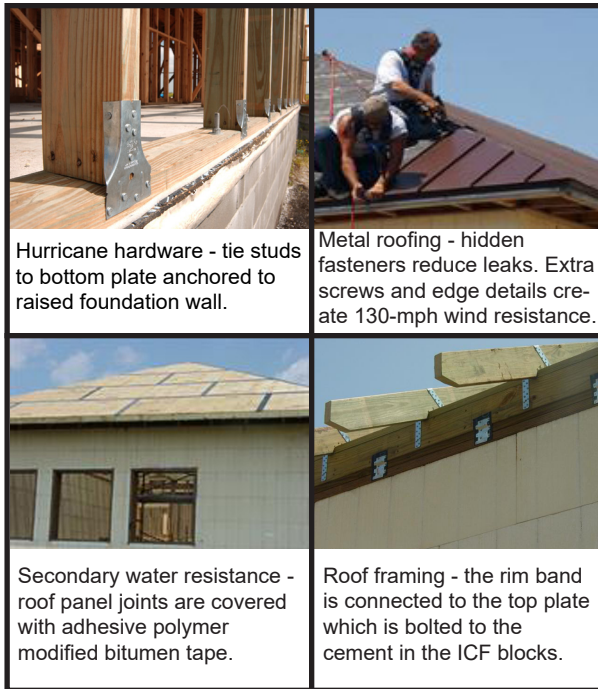 Hurricane hardware - tie studs
to bottom plate anchored to
raised foundation wall.
Metal roofing - hidden
fasteners reduce leaks. Extra
screws and edge details cre-
ate 130-mph wind resistance.
Secondary water resistance -
roof panel joints are covered
with adhesive polymer
modified bitumen tape.
Roof framing - the rim band
is connected to the top plate
which is bolted to the
cement in the ICF blocks.